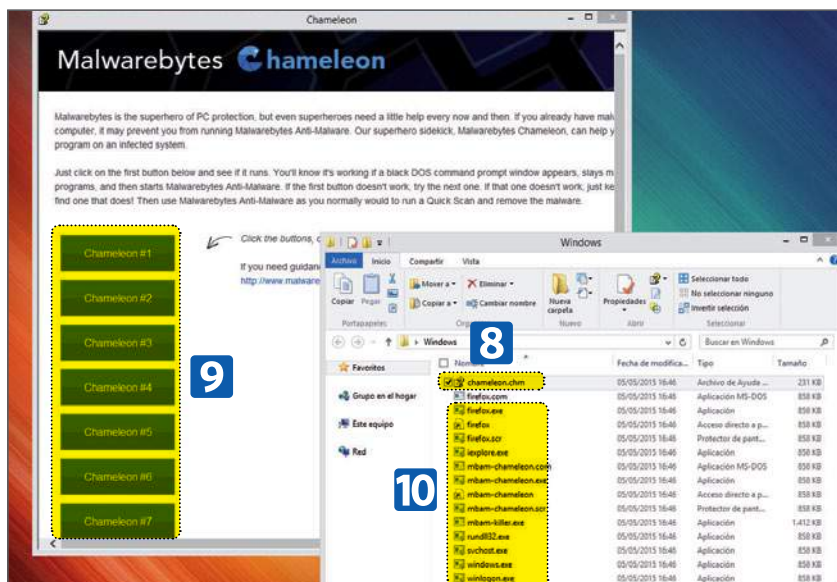 Chameleon
Malwarebytes Chameleon
Malwarebytes is the superhero of PC protection, but even superheroes need a little help every now and then. If you already have
computer, it may prevent you from running Malwarebytes Anti-Malware. Our superhero sidekick, Malwarebytes Chameleon, can help
program on an infected system.
Just click on the first button below and see if it runs. You'll know it's working if a black DOS command prompt window appears, slays
programs, and then starts Malwarebytes Anti-Malware. If the first button doesn't work, try the next one. If that one doesn't work, just
find one that does! Then use Malwarebytes Anti-Malware as you normally would to run a Quick Scan and remove the malware.
Click the buttons,
If you need
http://www.malware
Chameleon #1
Chameleon #2
Chameleon #3
Chameleon #4
Chameleon #5
Chameleon #6
Chameleon #7
9
Windows
Archivo Inicio Compartir Vista
Copiar Pegar
Mover a
Copiar a
Eliminar
Cambiar nombre
Nueva carpeta
Propiedades
Seleccionar todo
No seleccionar ninguno
Invertir selección
Portapapeles Nuevo Abrir Seleccionar
Windows
Buscar en Windows
8
Fecha de modifica... Tipo Tamaño
Favoritos
Grupo en el hogar
Este equipo
Red
chameleon.chm 05/05/2015 16:46 Archivo de Ayuda ... 231 KB
firefox.com 05/05/2015 16:46 Aplicación MS-DOS 858 KB
firefox.exe 05/05/2015 16:46 Aplicación 858 KB
firefox 05/05/2015 16:46 Acceso directo a p... 858 KB
firefox.scr 05/05/2015 16:46 Protector de pant... 858 KB
iexplore.exe 05/05/2015 16:46 Aplicación 858 KB
mbam-chameleon.com 05/05/2015 16:46 Aplicación MS-DOS 858 KB
mbam-chameleon.exe 05/05/2015 16:46 Aplicación 858 KB
mbam-chameleon 05/05/2015 16:46 Acceso directo a p... 858 KB
mbam-chameleon.scr 05/05/2015 16:46 Protector de pant... 858 KB
mbam-killer.exe 05/05/2015 16:46 Aplicación 1.412 KB
rundll32.exe 05/05/2015 16:46 Aplicación 858 KB
svchost.exe 05/05/2015 16:46 Aplicación 858 KB
windows.exe 05/05/2015 16:46 Aplicación 858 KB
winlogon.exe 05/05/2015 16:46 Aplicación 858 KB
10